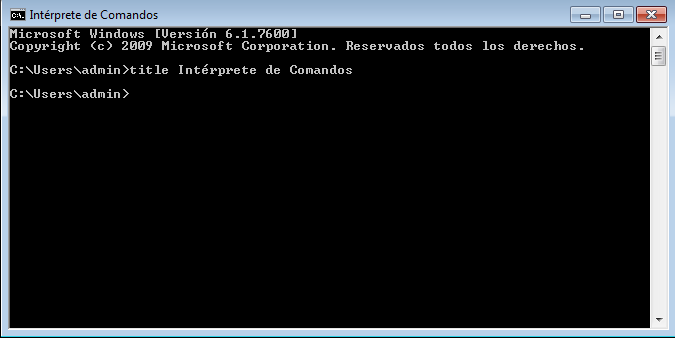 Intérprete de Comandos
Microsoft Windows [Versión 6.1.7600]
Copyright (c) 2009 Microsoft Corporation. Reservados todos los derechos.
C:\Users\admin>title Intérprete de Comandos
C:\Users\admin>